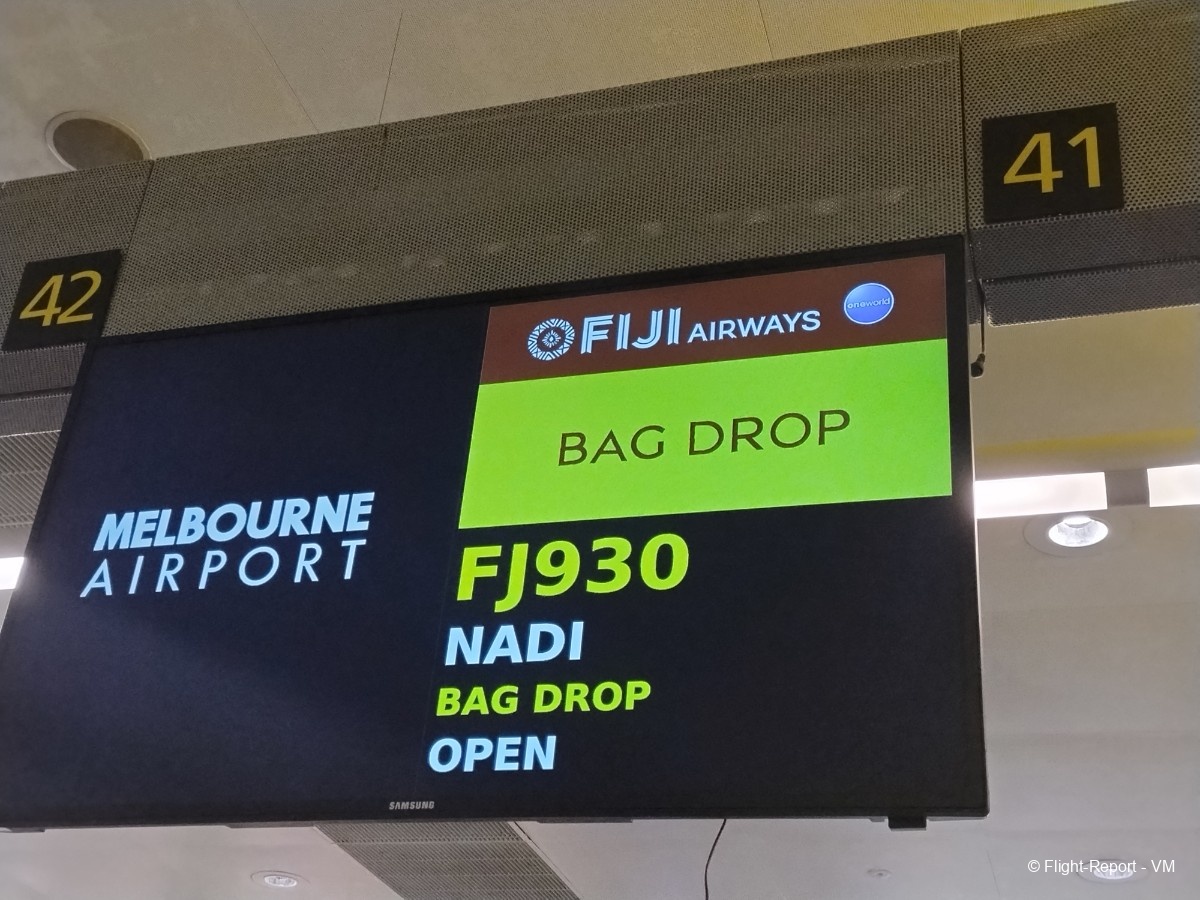 42
41
FIJI AIRWAYS
oneworld
BAG DROP
MELBOURNE
AIRPORT
FJ930
NADI
BAG DROP
OPEN
SAMSUNG
© Flight-Report - VM